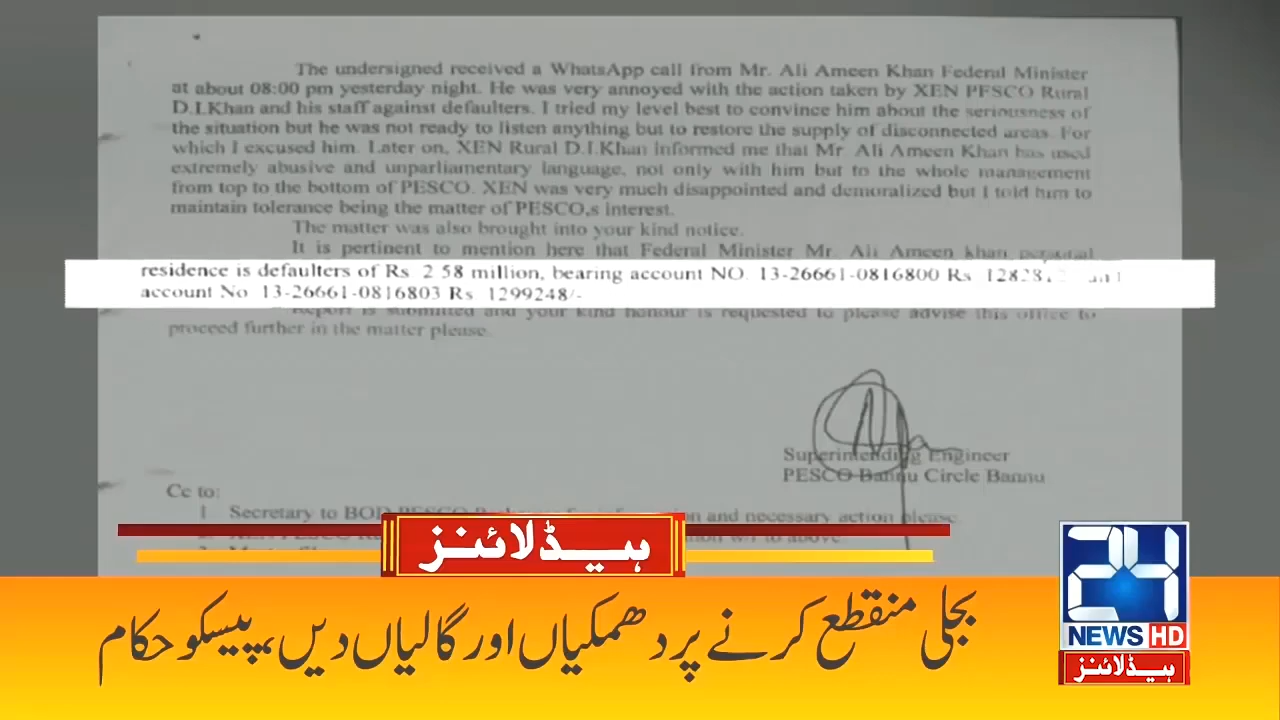 The undersigned received a WhatsApp call from Mr. Ali Ameen Khan Federal Minister
at about 08:00 pm yesterday night. He was very annoyed with the action taken by XEN PESCO Rural
D.I.Khan and his staff against defaulters. I tried my level best to convince him about the seriousness of
the situation but he was not ready to listen anything but to restore the supply of disconnected areas. For
which I excused him. Later on, XEN Rural D.I.Khan informed me that Mr. Ali Ameen Khan has used
extremely abusive and unparliamentary language, not only with him but to the whole management
from top to the bottom of PESCO. XEN was very much disappointed and demoralized but I told him to
maintain tolerance being the matter of PESCO,s interest.
The matter was also brought into your kind notice.
It is pertinent to mention here that Federal Minister Mr. Ali Ameen khan personal
residence is defaulters of Rs 2.58 million, bearing account NO. 13-26661-0816800 Rs
account No 13-26661-0816803 Rs 1299248/-
Report is submitted and your kind honour is requested to please advise this office to
proceed further in the matter please.
Superintending Engineer
PESCO Bannu Circle Bannu
Cc to:
1 Secretary to BOD PESCO and necessary action please
to above.
ہیڈلائنز
بجلی منقطع کرنے پر دھمکیاں اور گالیاں دیں، پیسکو حکام
24
NEWS HD
ہیڈلائنز